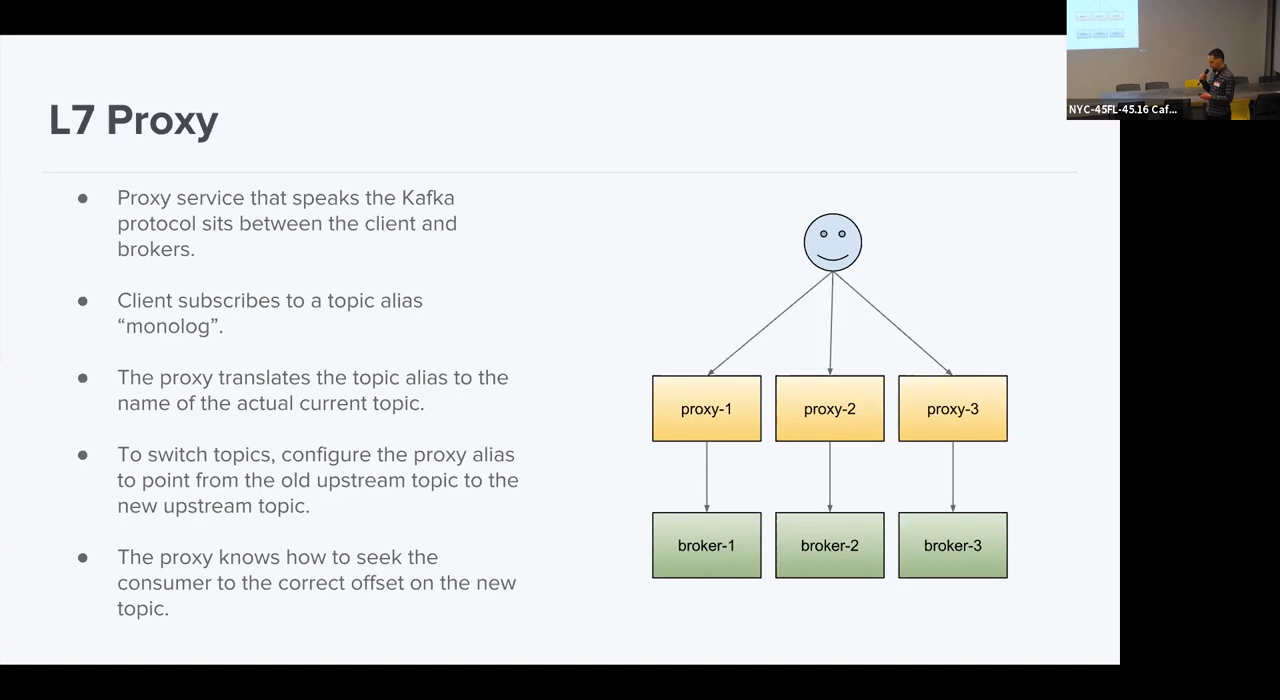 L7 Proxy
● Proxy service that speaks the Kafka
protocol sits between the client and
brokers.
● Client subscribes to a topic alias
“monolog”.
● The proxy translates the topic alias to the
name of the actual current topic.
● To switch topics, configure the proxy alias
to point from the old upstream topic to the
new upstream topic.
● The proxy knows how to seek the
consumer to the correct offset on the new
topic.
proxy-1 proxy-2 proxy-3
broker-1 broker-2 broker-3
NYC-45FL-45.16 Caf...